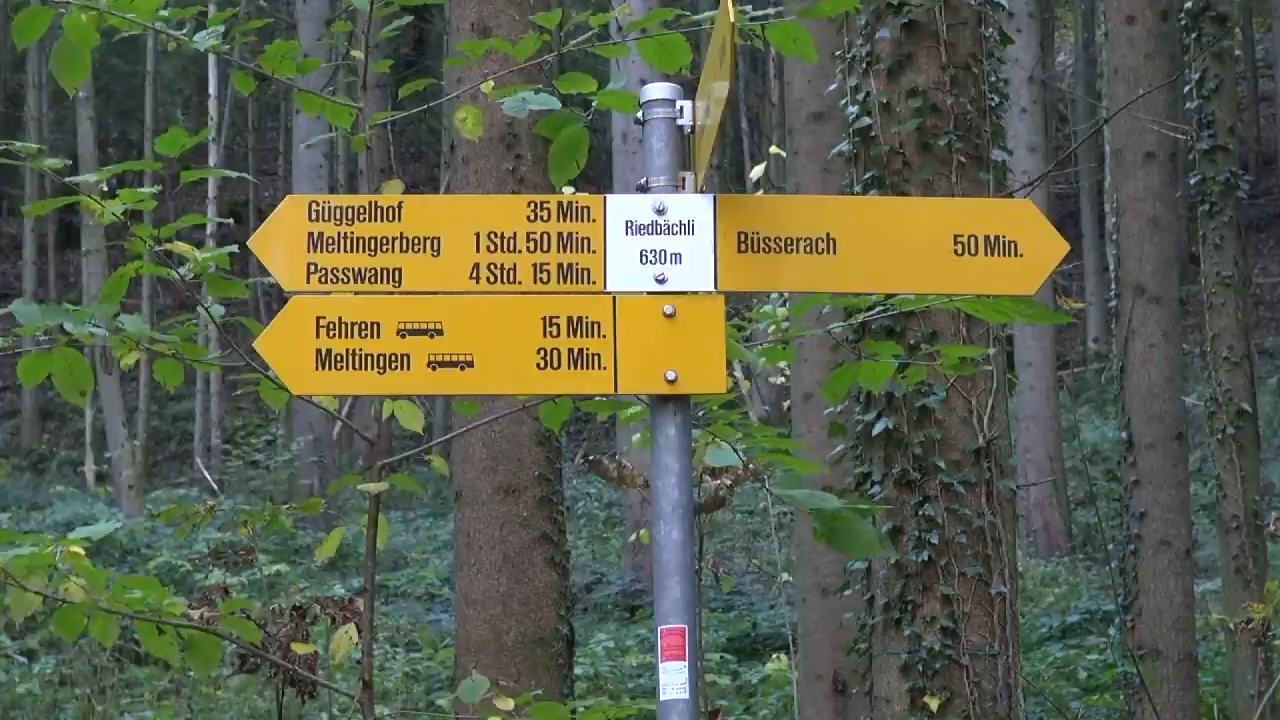 Güggelhof 35 Min.
Meltingerberg 1 Std. 50 Min.
Passwang 4 Std. 15 Min.
Riedbächli
630 m
Büsserach 50 Min.
Fehren 15 Min.
Meltingen 30 Min.